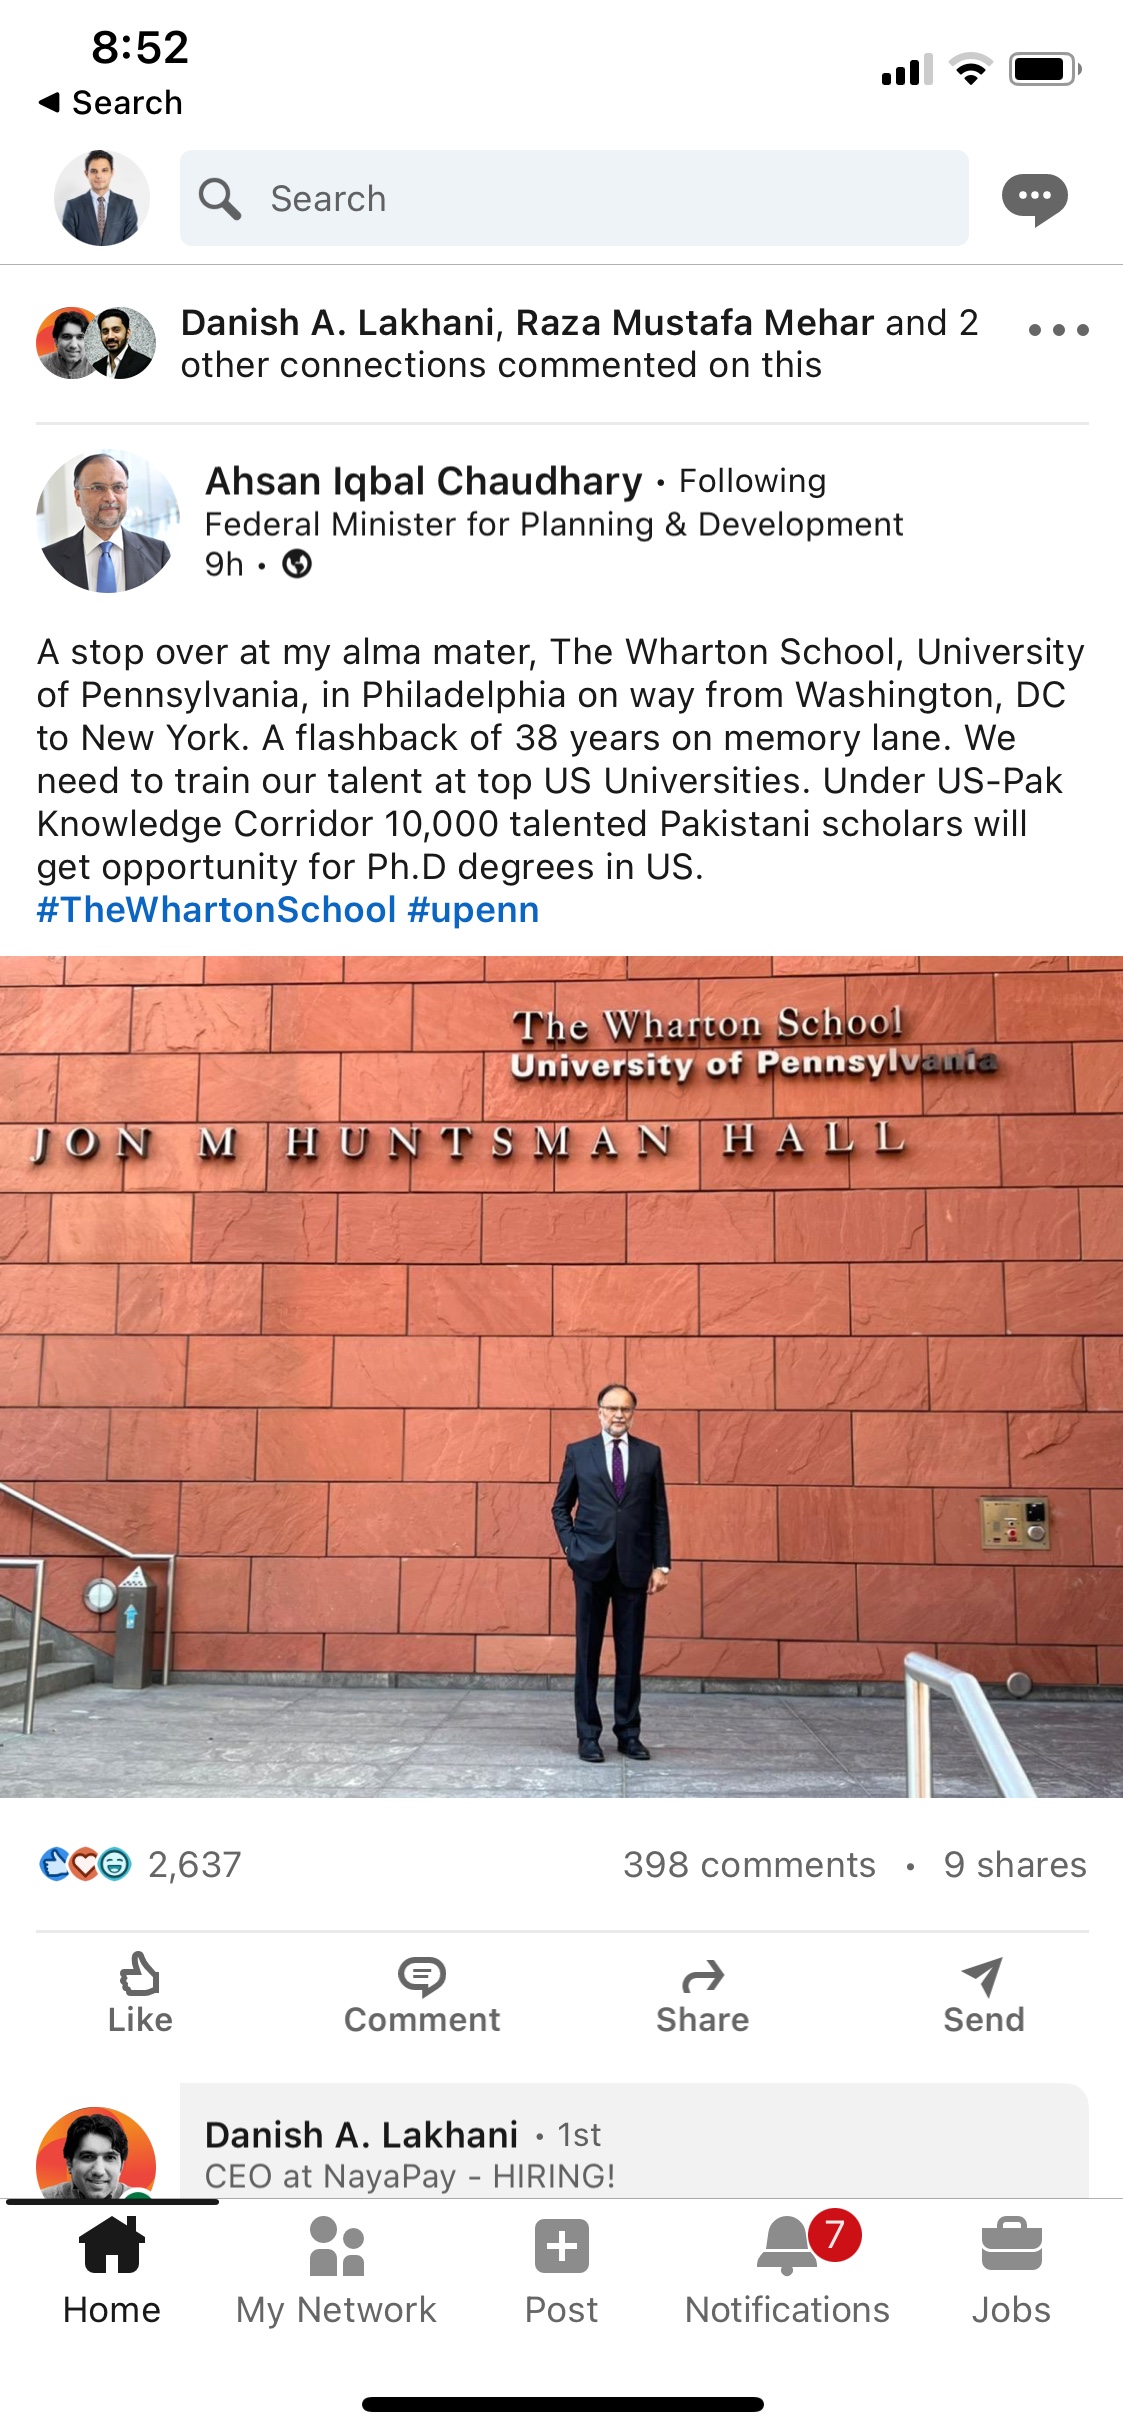 8:52
Search
Search
Danish A. Lakhani, Raza Mustafa Mehar and 2
other connections commented on this
Ahsan Iqbal Chaudhary • Following
Federal Minister for Planning & Development
9h •
A stop over at my alma mater, The Wharton School, University
of Pennsylvania, in Philadelphia on way from Washington, DC
to New York. A flashback of 38 years on memory lane. We
need to train our talent at top US Universities. Under US-Pak
Knowledge Corridor 10,000 talented Pakistani scholars will
get opportunity for Ph.D degrees in US.
#TheWhartonSchool #upenn
The Wharton School
University of Pennsylvania
JON M HUNTSMAN HALL
2,637
398 comments • 9 shares
Like Comment Share Send
Danish A. Lakhani • 1st
CEO at NayaPay - HIRING!
7
Home My Network Post Notifications Jobs